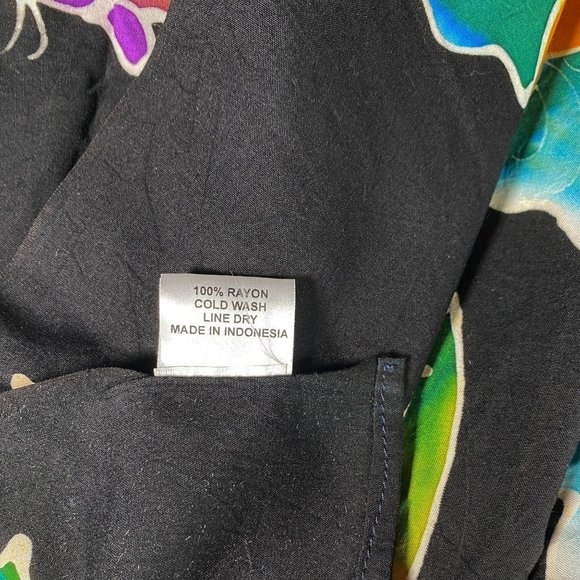 100% RAYON
COLD WASH
LINE DRY
MADE IN INDONESIA